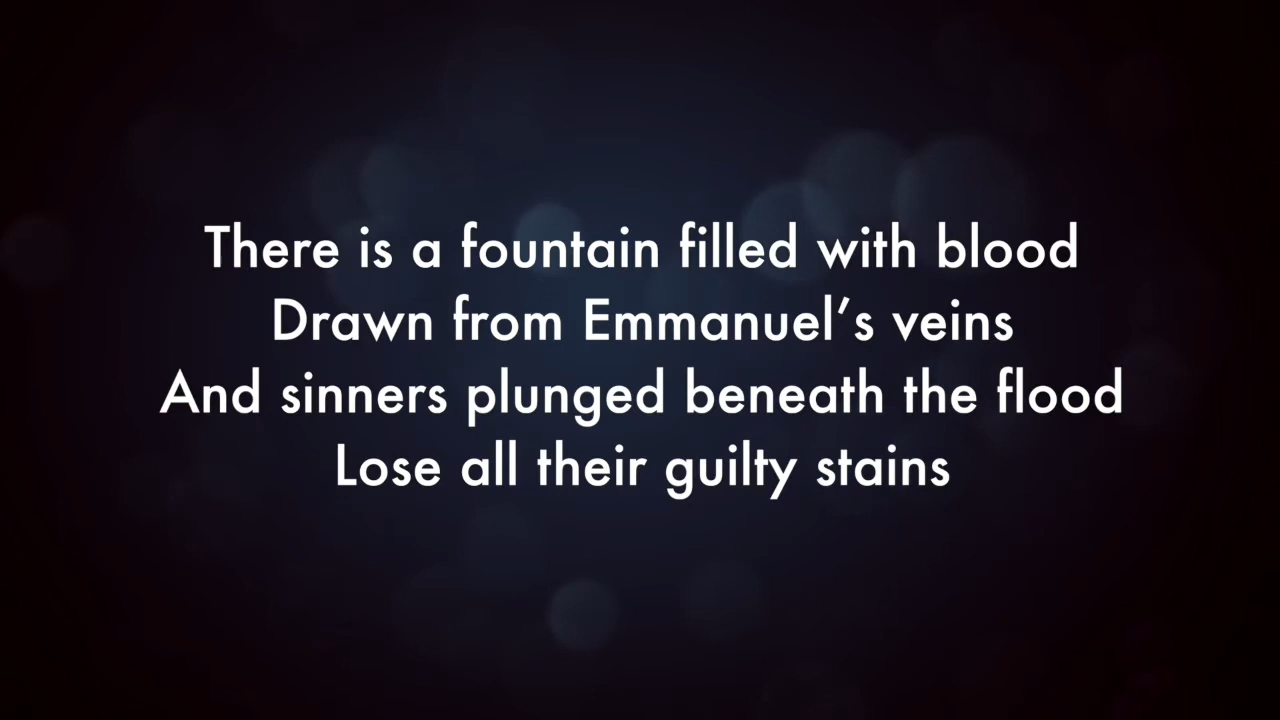 There is a fountain filled with blood
Drawn from Emmanuel’s veins
And sinners plunged beneath the flood
Lose all their guilty stains